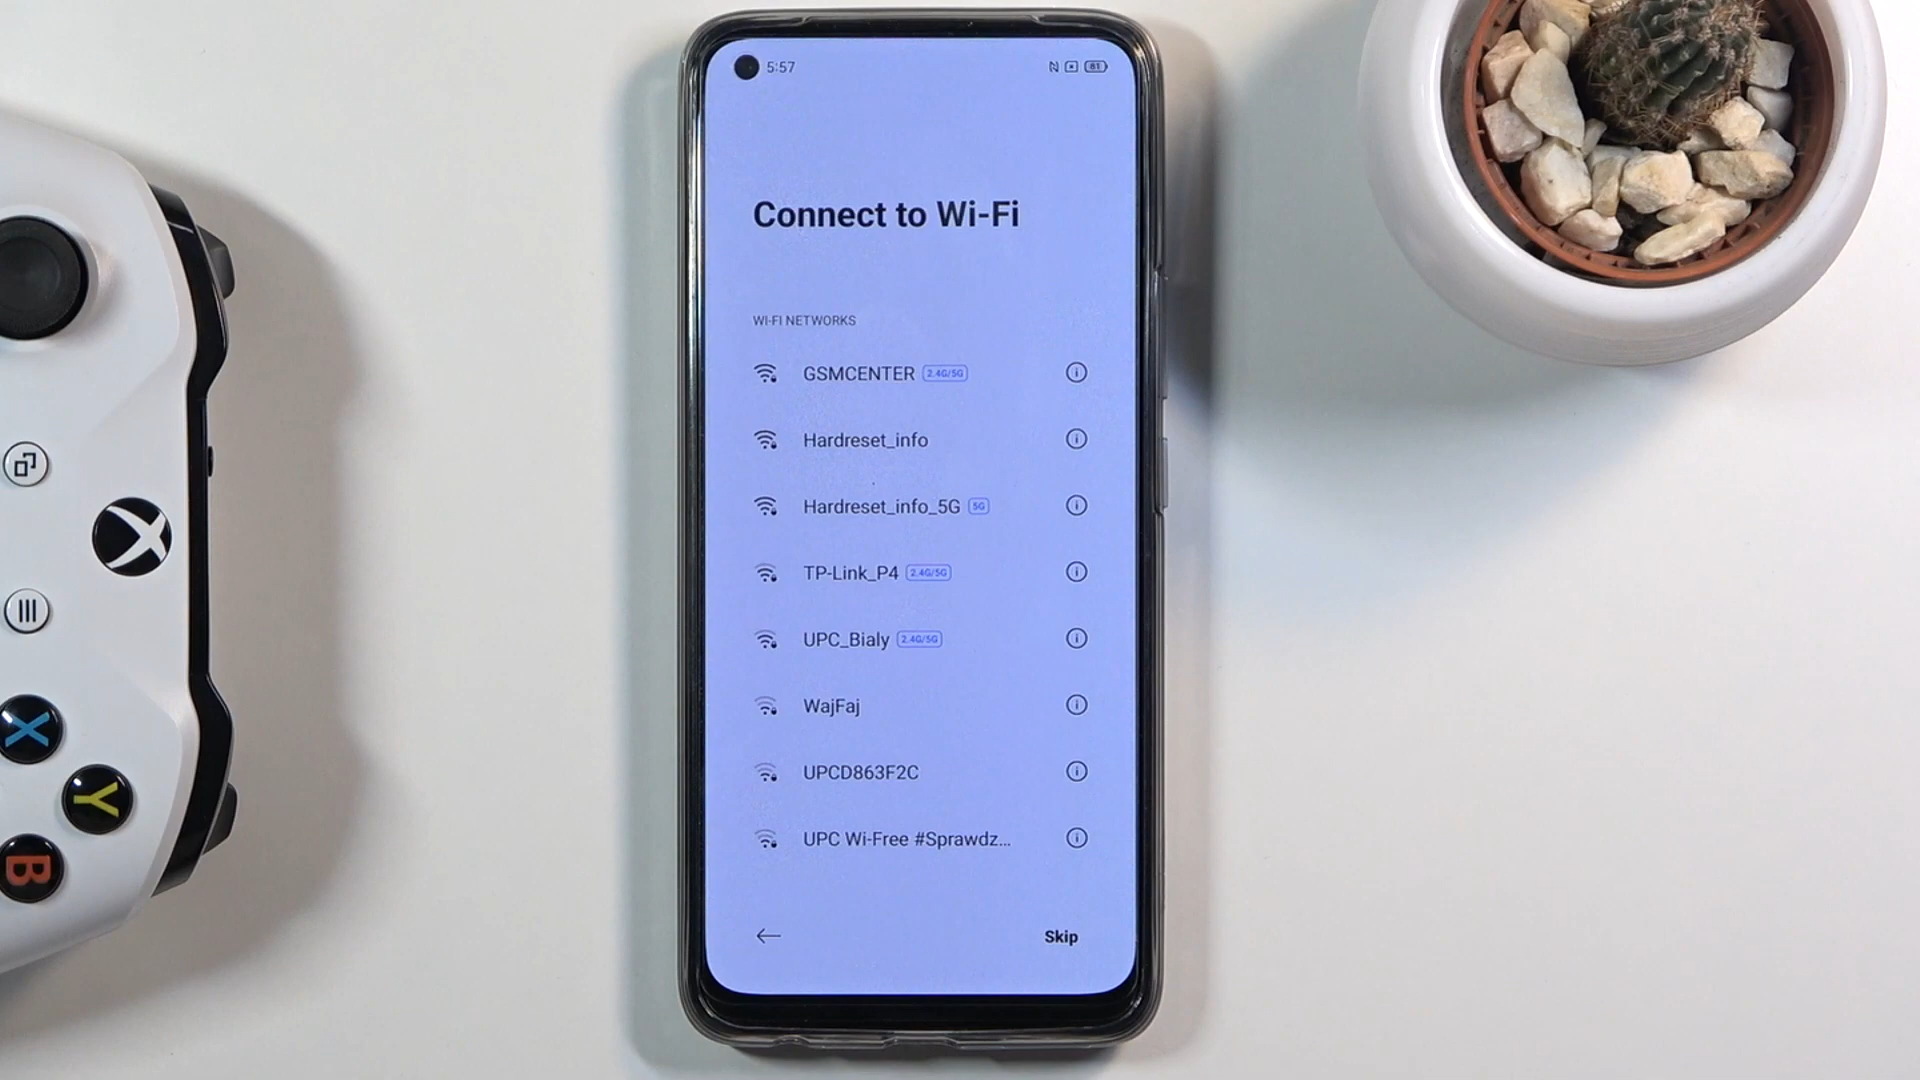 5:57
81
Connect to Wi-Fi
WI-FI NETWORKS
GSMCENTER 2.4G/5G
Hardreset_info
Hardreset_info_5G 5G
TP-Link_P4 2.4G/5G
UPC_Bialy 2.4G/5G
WajFaj
UPCD863F2C
UPC Wi-Free #Sprawdz...
Skip
X
Y
B